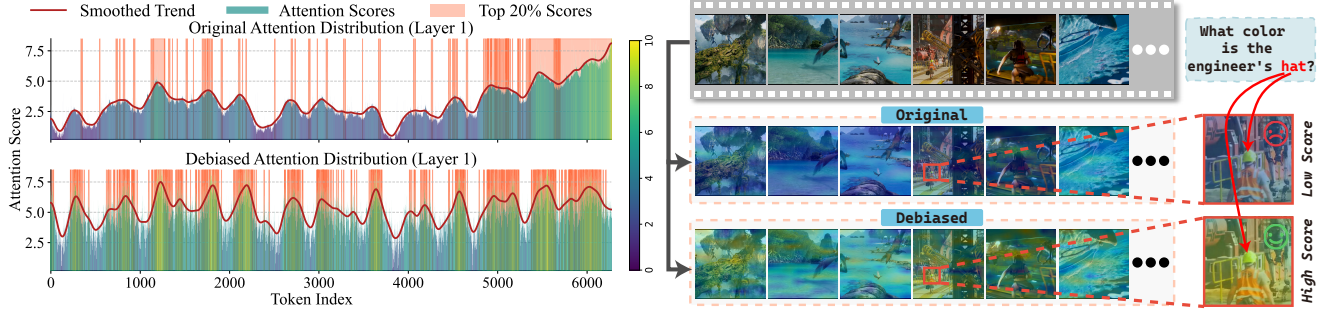 Smoothed Trend
Attention Scores
Top 20% Scores
Original Attention Distribution (Layer 1)
7.5
5.0
2.5
Debiased Attention Distribution (Layer 1)
7.5
5.0
2.5
Attention Score
0
1000
2000
3000
4000
5000
6000
Token Index
10
8
6
4
2
0
What color
is the
engineer's hat?
Original
Low Score
Debiased
High Score